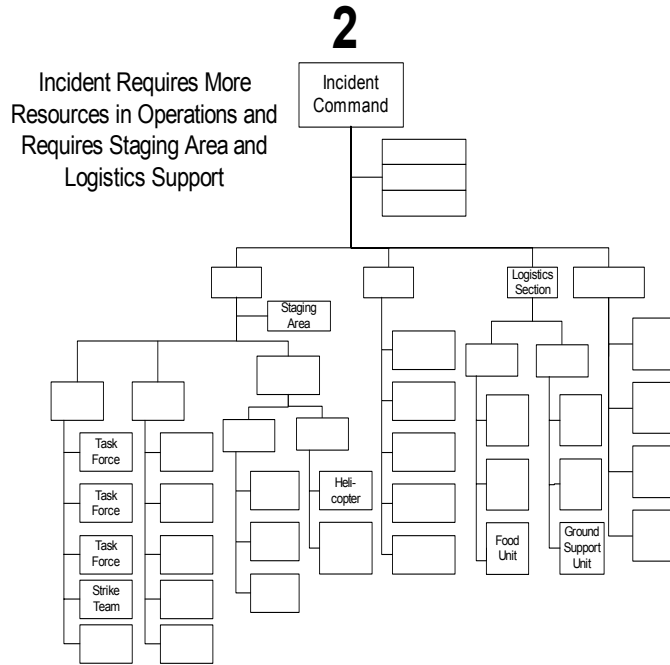 2
Incident Requires More
Resources in Operations and
Requires Staging Area and
Logistics Support
Incident
Command
Logistics
Section
Staging
Area
Task
Force
Task
Force
Task
Force
Strike
Team
Heli-
copter
Food
Unit
Ground
Support
Unit